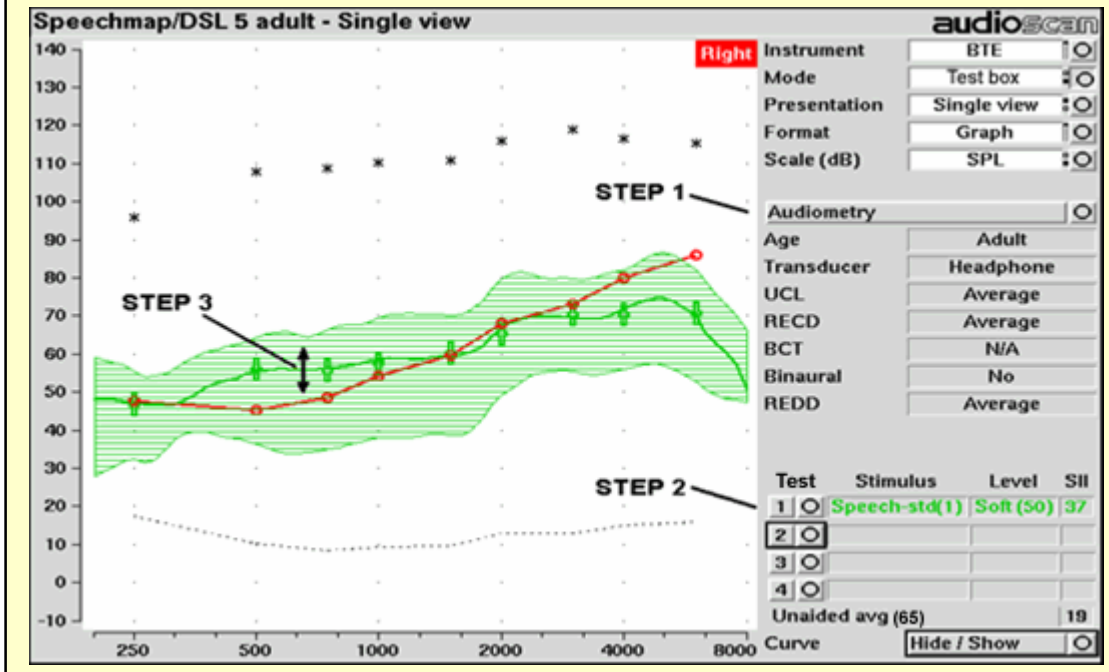 Speechmap/DSL 5 adult - Single view
audioscan
Right
Instrument BTE
Mode Test box
Presentation Single view
Format Graph
Scale (dB) SPL
STEP 1
Audiometry
Age Adult
Transducer Headphone
UCL Average
RECD Average
BCT N/A
Binaural No
REDD Average
STEP 3
STEP 2
Test Stimulus Level SII
1 Speech-std(1) Soft (50) 37
2
3
4
Unaided avg (65) 19
Curve Hide / Show
140
130
120
110
100
90
80
70
60
50
40
30
20
10
0
-10
250 500 1000 2000 4000 8000